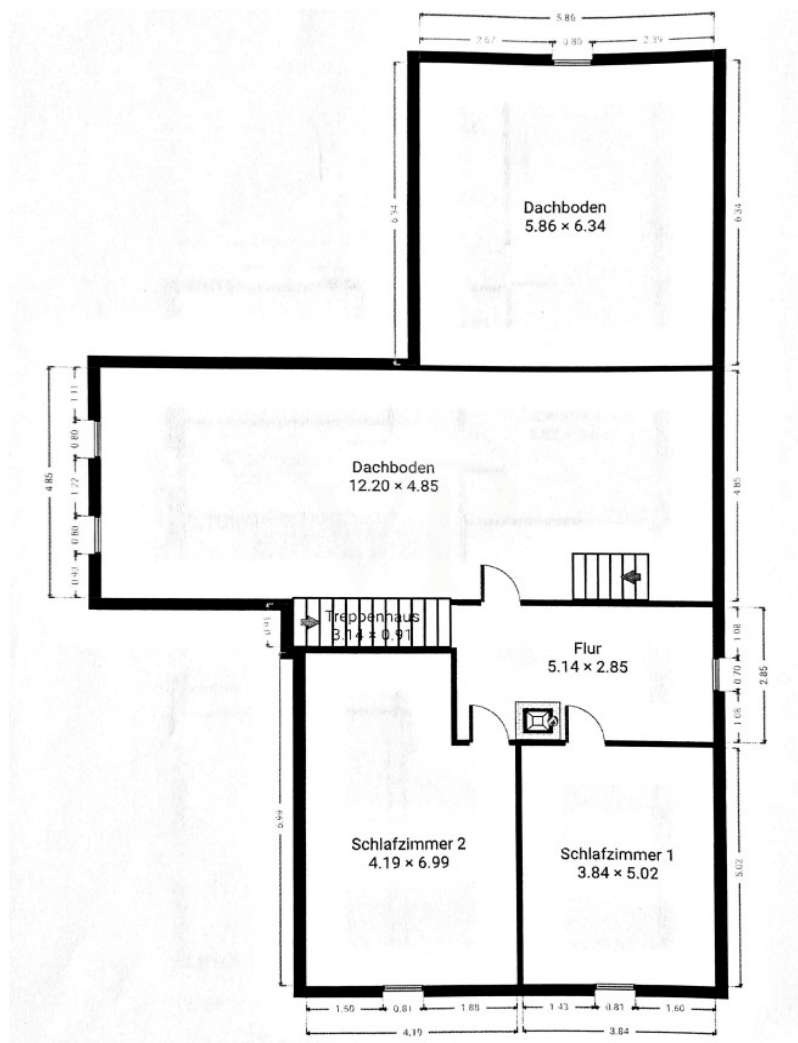 5.86
2.67
0.80
2.39
6.34
6.34
Dachboden
5.86 × 6.34
1.11
0.80
1.22
0.80
0.93
4.85
Dachboden
12.20 × 4.85
4.85
Treppenhaus
3.14 × 0.91
Flur
5.14 × 2.85
1.08
0.70
1.08
2.85
6.99
Schlafzimmer 2
4.19 × 6.99
Schlafzimmer 1
3.84 × 5.02
5.02
1.50
0.81
1.88
1.43
0.81
1.60
4.19
3.84